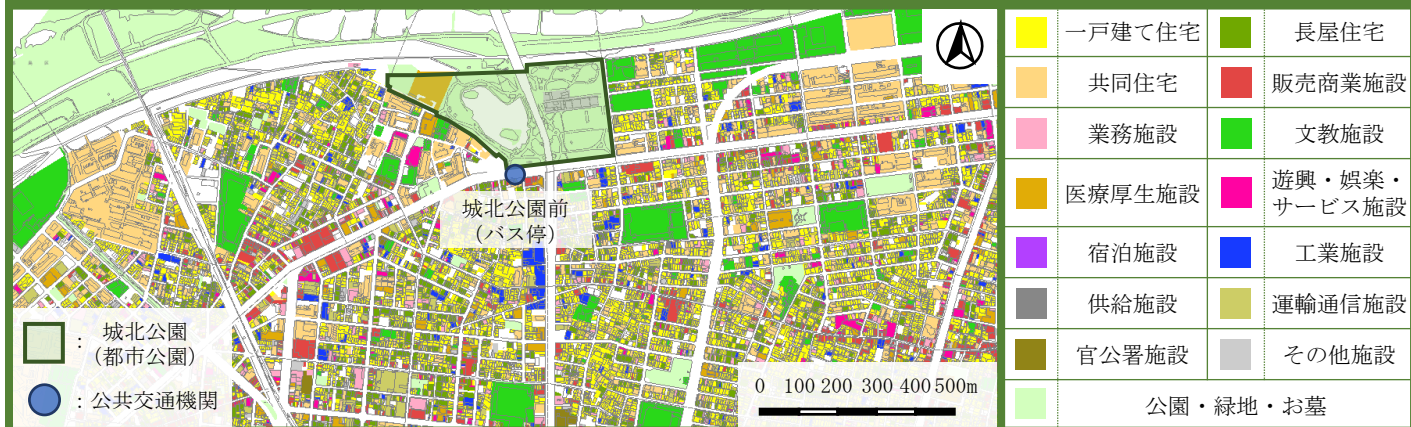 城北公園前
(バス停)
: 城北公園
(都市公園)
: 公共交通機関
0 100 200 300 400 500m
一戸建て住宅 長屋住宅
共同住宅 販売商業施設
業務施設 文教施設
医療厚生施設 遊興・娯楽・
サービス施設
宿泊施設 工業施設
供給施設 運輸通信施設
官公署施設 その他施設
公園・緑地・お墓